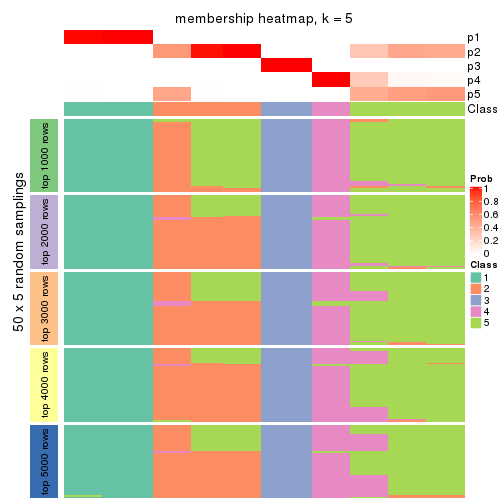 membership heatmap, k = 5
p1
p2
p3
p4
p5
Class
50 x 5 random samplings
top 1000 rows
top 2000 rows
top 3000 rows
top 4000 rows
top 5000 rows
Prob
1
0.8
0.6
0.4
0.2
0
Class
1
2
3
4
5